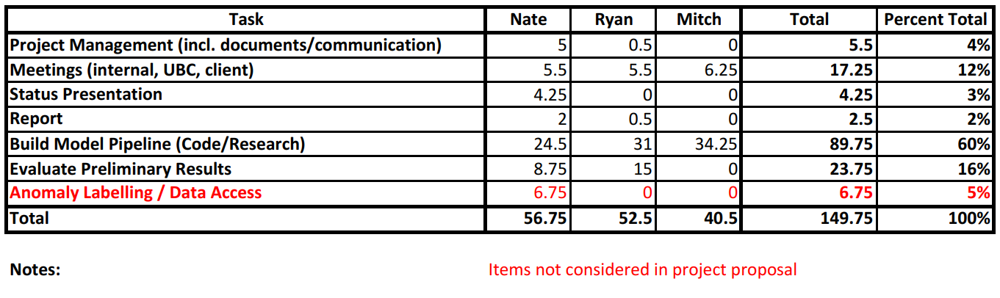 Task Nate Ryan Mitch Total Percent Total
Project Management (incl. documents/communication) 5 0.5 0 5.5 4%
Meetings (internal, UBC, client) 5.5 5.5 6.25 17.25 12%
Status Presentation 4.25 0 0 4.25 3%
Report 2 0.5 0 2.5 2%
Build Model Pipeline (Code/Research) 24.5 31 34.25 89.75 60%
Evaluate Preliminary Results 8.75 15 0 23.75 16%
Anomaly Labelling / Data Access 6.75 0 0 6.75 5%
Total 56.75 52.5 40.5 149.75 100%
Notes: Items not considered in project proposal